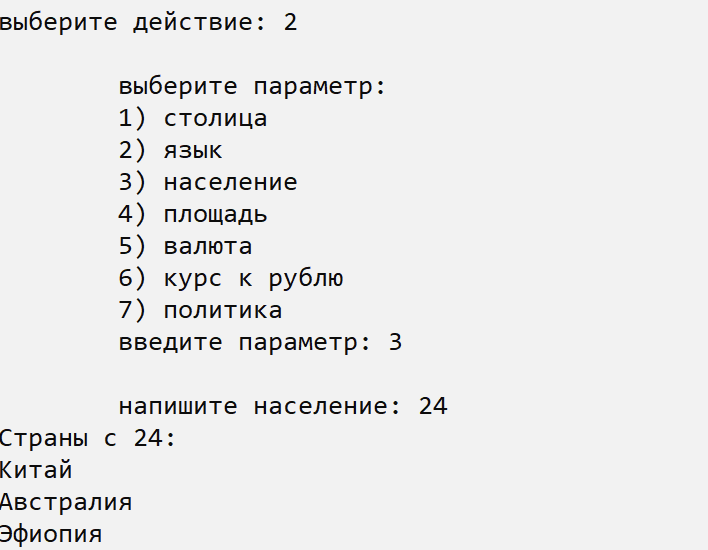 выберите действие: 2
выберите параметр:
1) столица
2) язык
3) население
4) площадь
5) валюта
6) курс к рублю
7) политика
введите параметр: 3
напишите население: 24
Страны с 24:
Китай
Австралия
Эфиопия